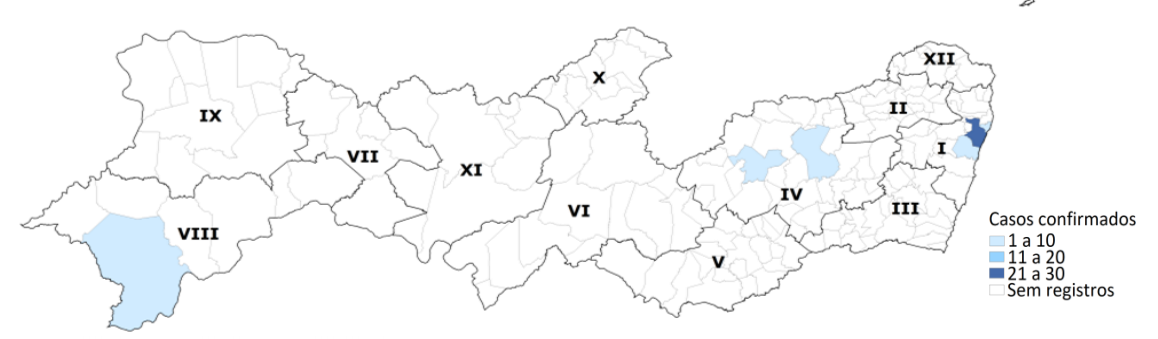 XII
X
IX
II
I
VII
XI
IV
VI
III
VIII
V
Casos confirmados
1 a 10
11 a 20
21 a 30
Sem registros